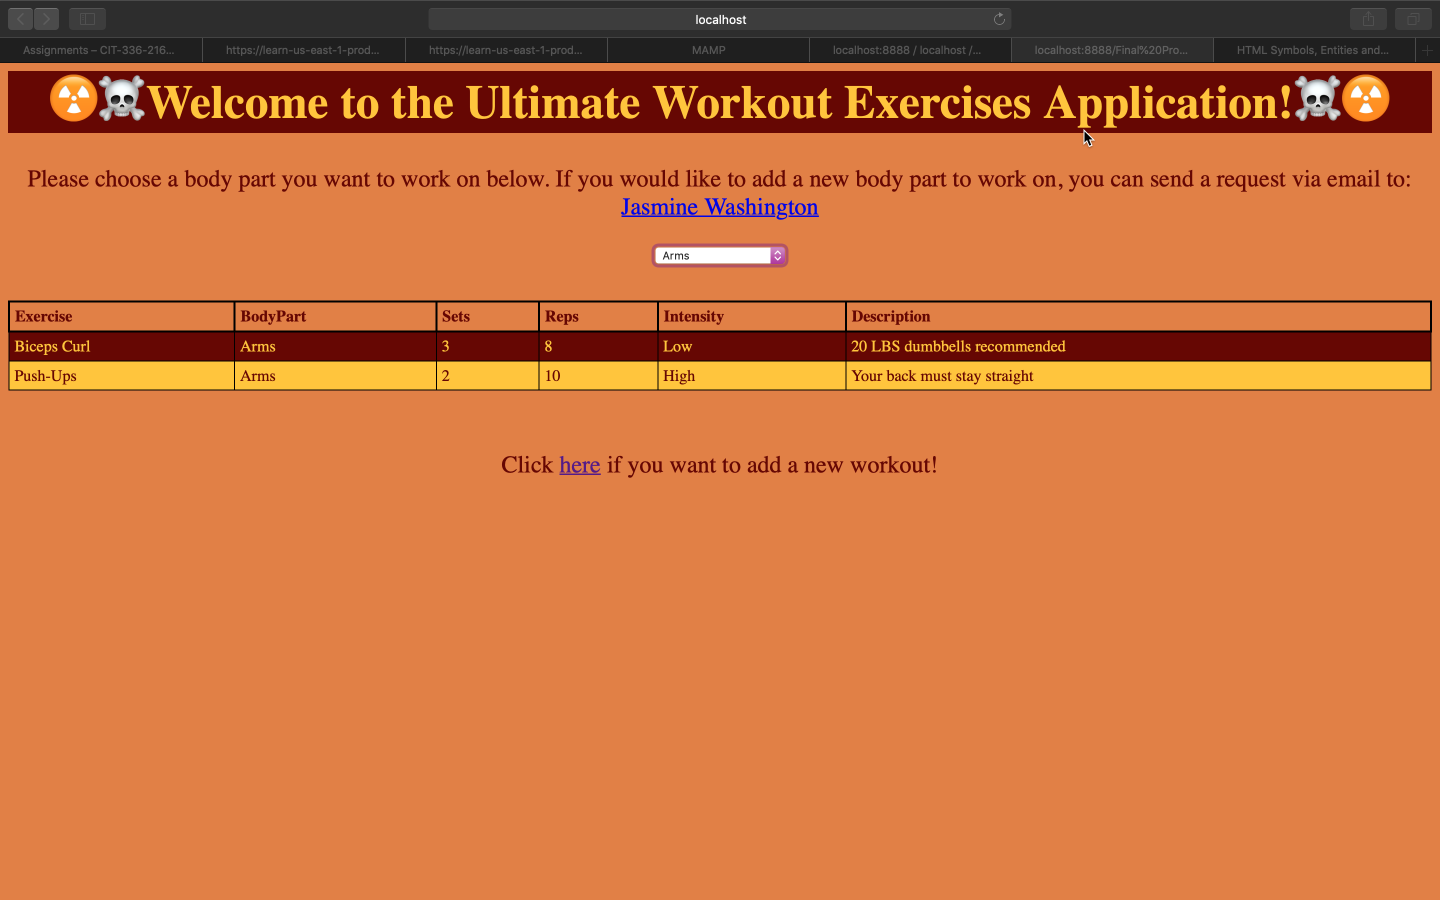 localhost
Assignments – CIT-336-216... https://learn-us-east-1-prod... https://learn-us-east-1-prod... MAMP localhost:8888 / localhost /... localhost:8888/Final%20Pro... HTML Symbols, Entities and...
☢️☠️Welcome to the Ultimate Workout Exercises Application!☠️☢️
Please choose a body part you want to work on below. If you would like to add a new body part to work on, you can send a request via email to:
Jasmine Washington
Arms
Exercise BodyPart Sets Reps Intensity Description
Biceps Curl Arms 3 8 Low 20 LBS dumbbells recommended
Push-Ups Arms 2 10 High Your back must stay straight
Click here if you want to add a new workout!